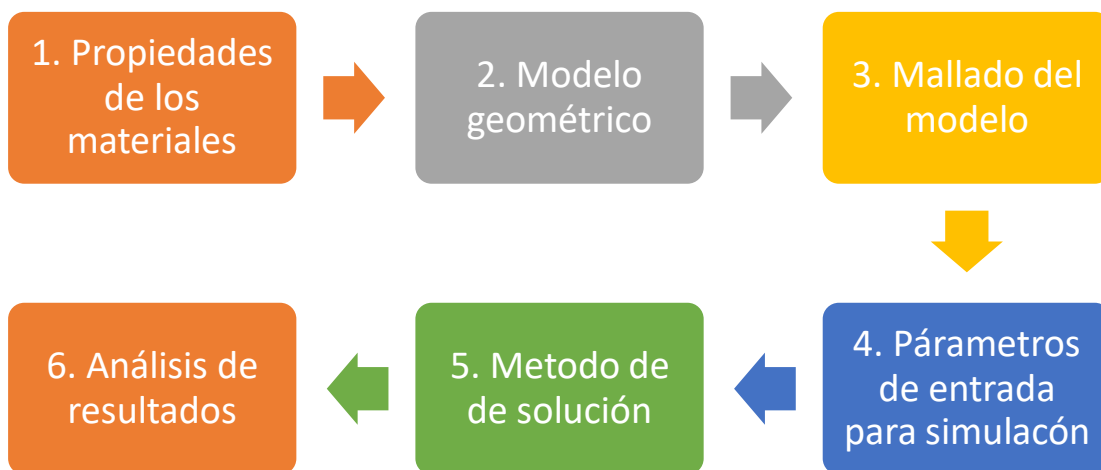 1. Propiedades
de los
materiales
2. Modelo
geométrico
3. Mallado del
modelo
4. Párametros
de entrada
para simulacón
5. Metodo de
de solución
6. Análisis de
resultados